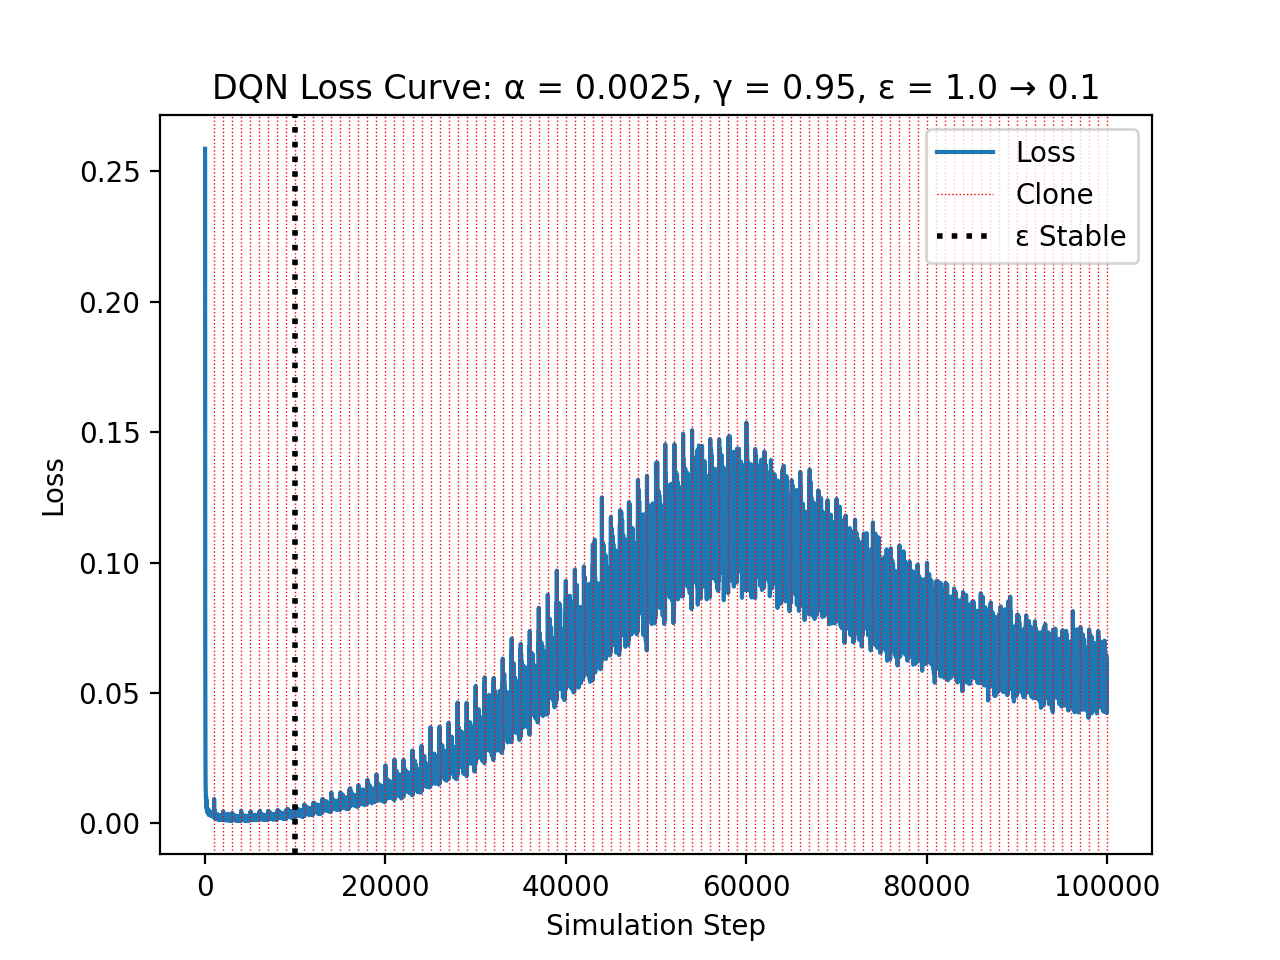 DQN Loss Curve: α = 0.0025, γ = 0.95, ε = 1.0 → 0.1
Loss
Clone
ε Stable
0.25
0.20
0.15
0.10
0.05
0.00
Loss
0
20000
40000
60000
80000
100000
Simulation Step